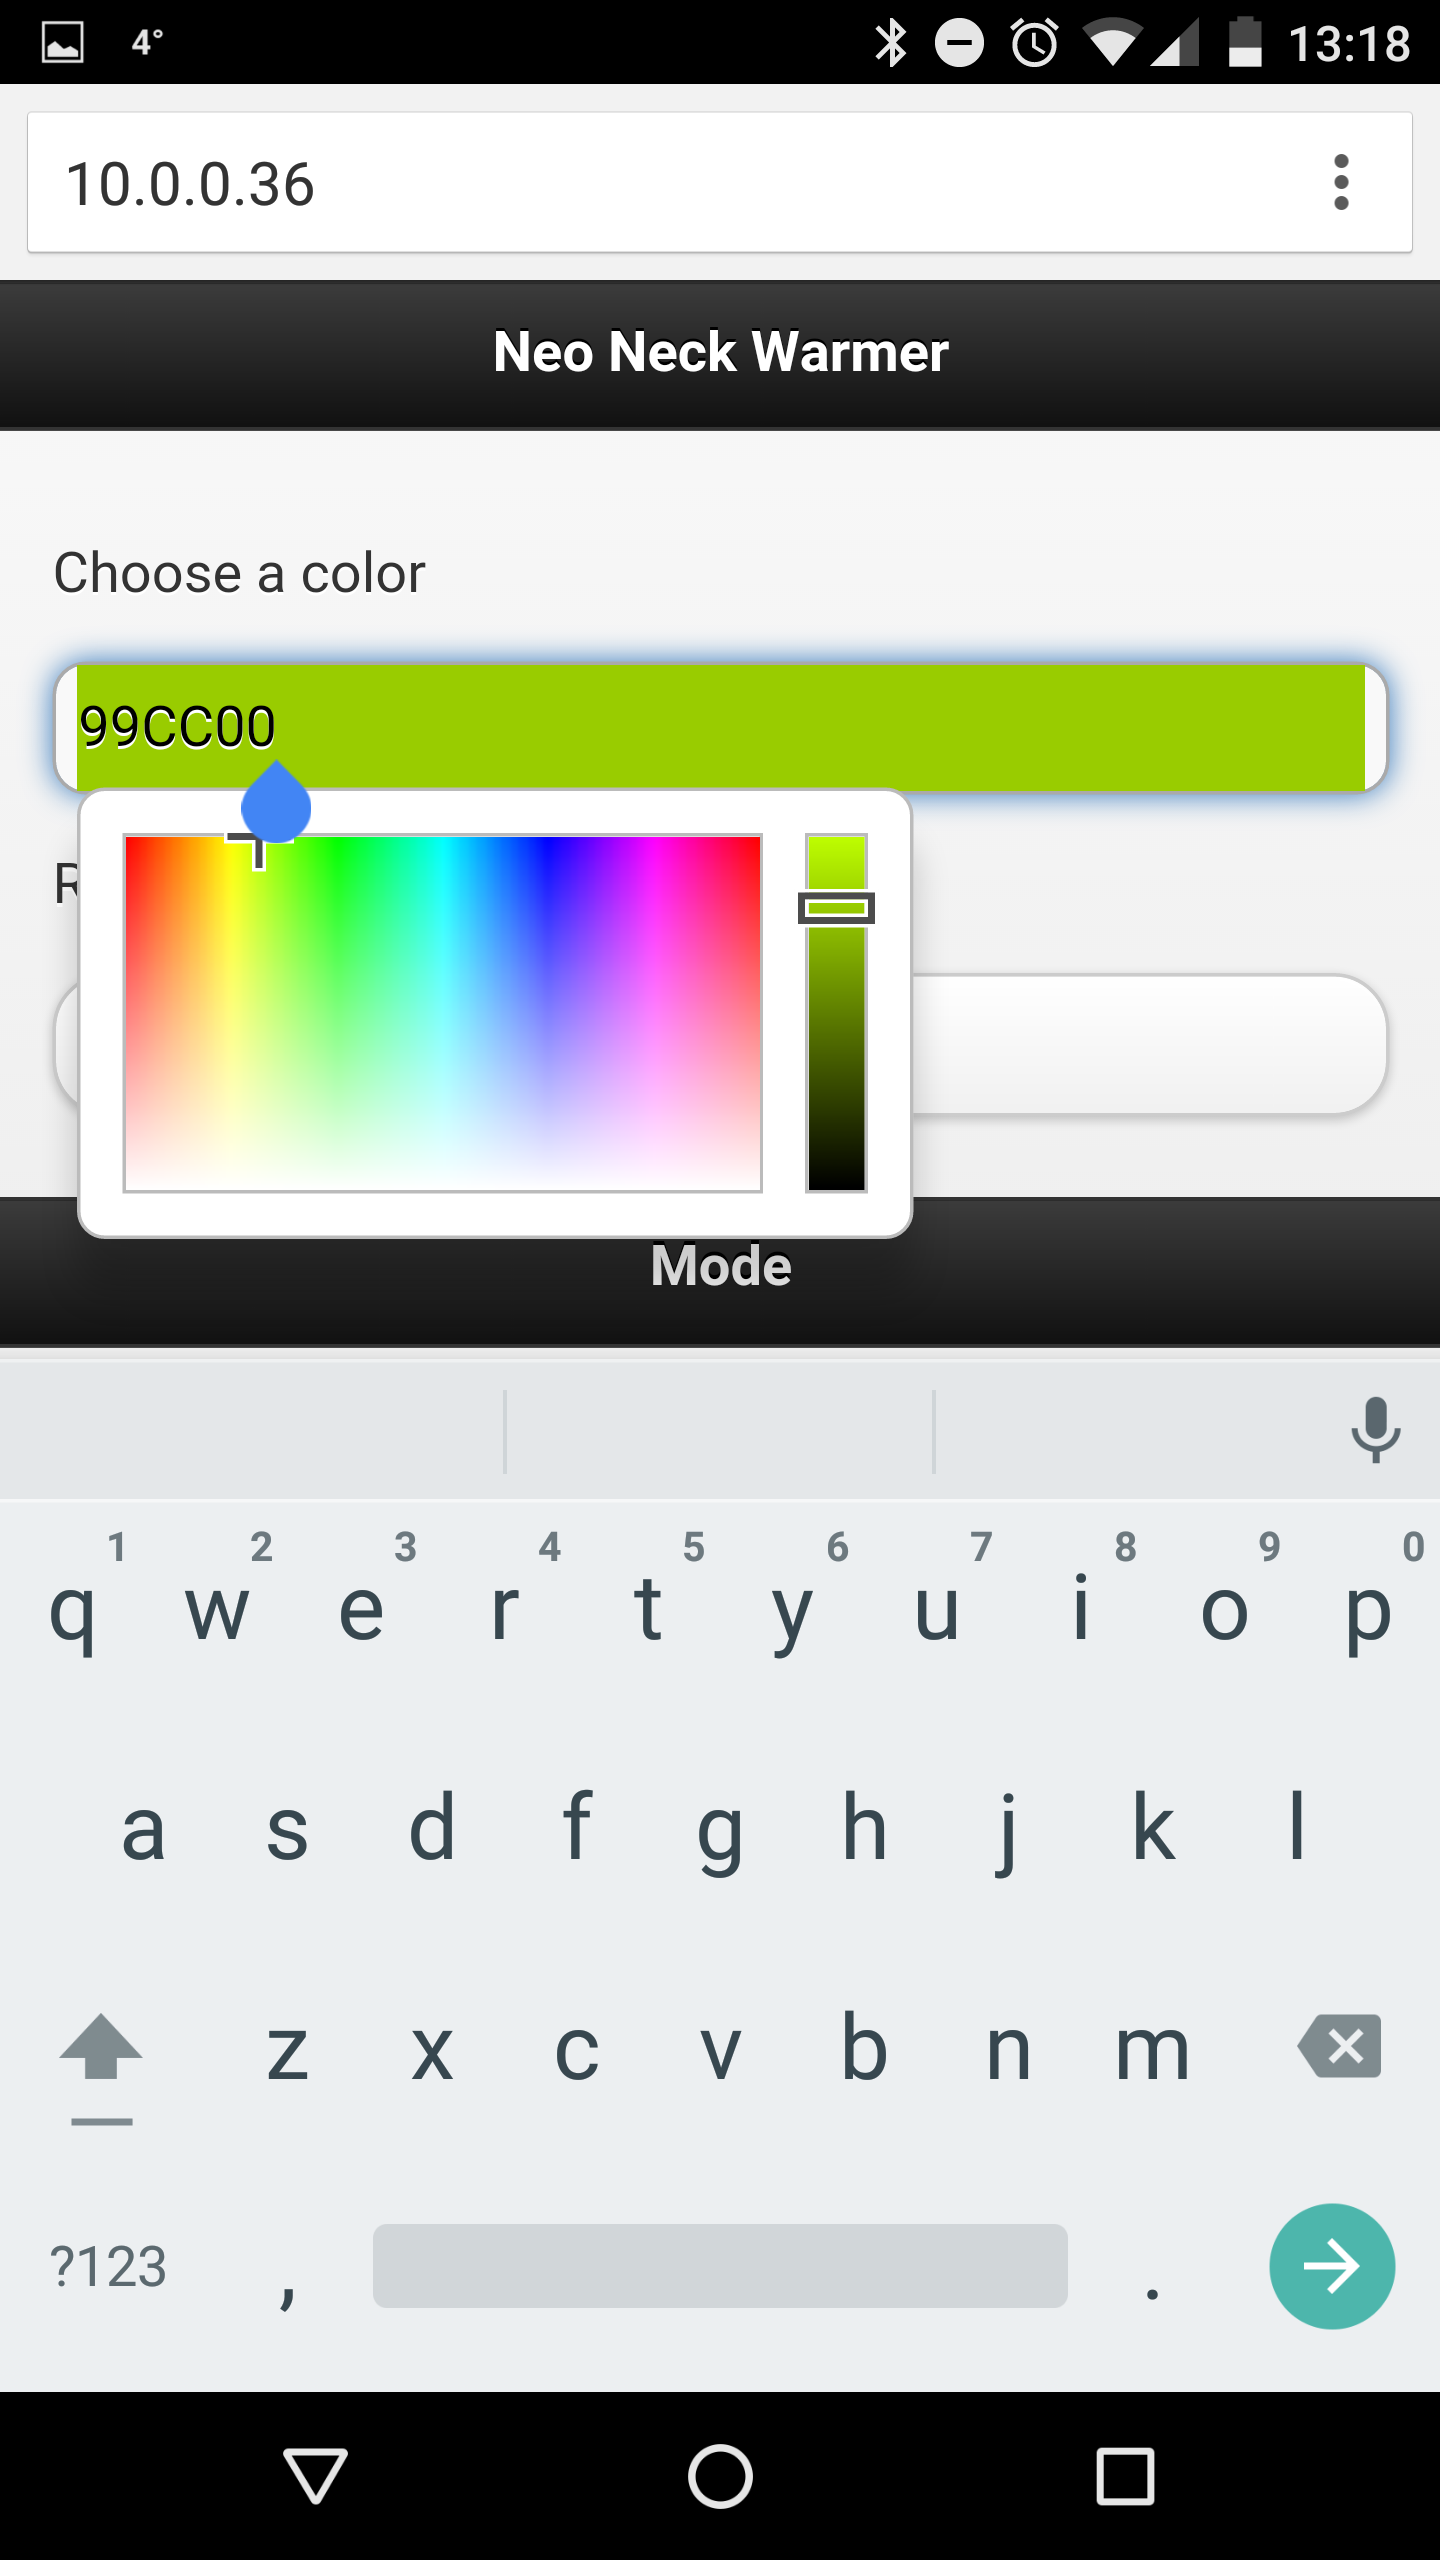 4° 13:18
10.0.0.36
Neo Neck Warmer
Choose a color
99CC00
R
Mode
1 2 3 4 5 6 7 8 9 0
q w e r t y u i o p
a s d f g h j k l
z x c v b n m
?123 , .